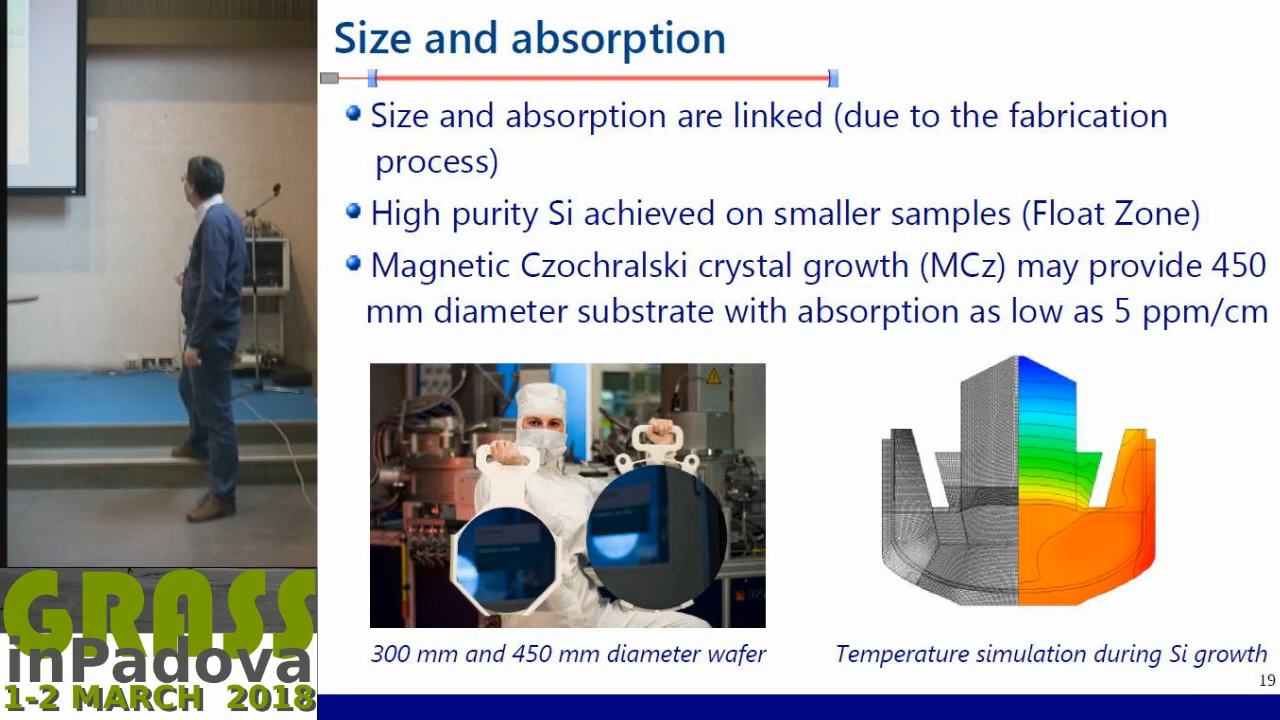 Size and absorption
Size and absorption are linked (due to the fabrication
process)
High purity Si achieved on smaller samples (Float Zone)
Magnetic Czochralski crystal growth (MCz) may provide 450
mm diameter substrate with absorption as low as 5 ppm/cm
300 mm and 450 mm diameter wafer
Temperature simulation during Si growth
19
GRASS
inPadova
1-2 MARCH 2018